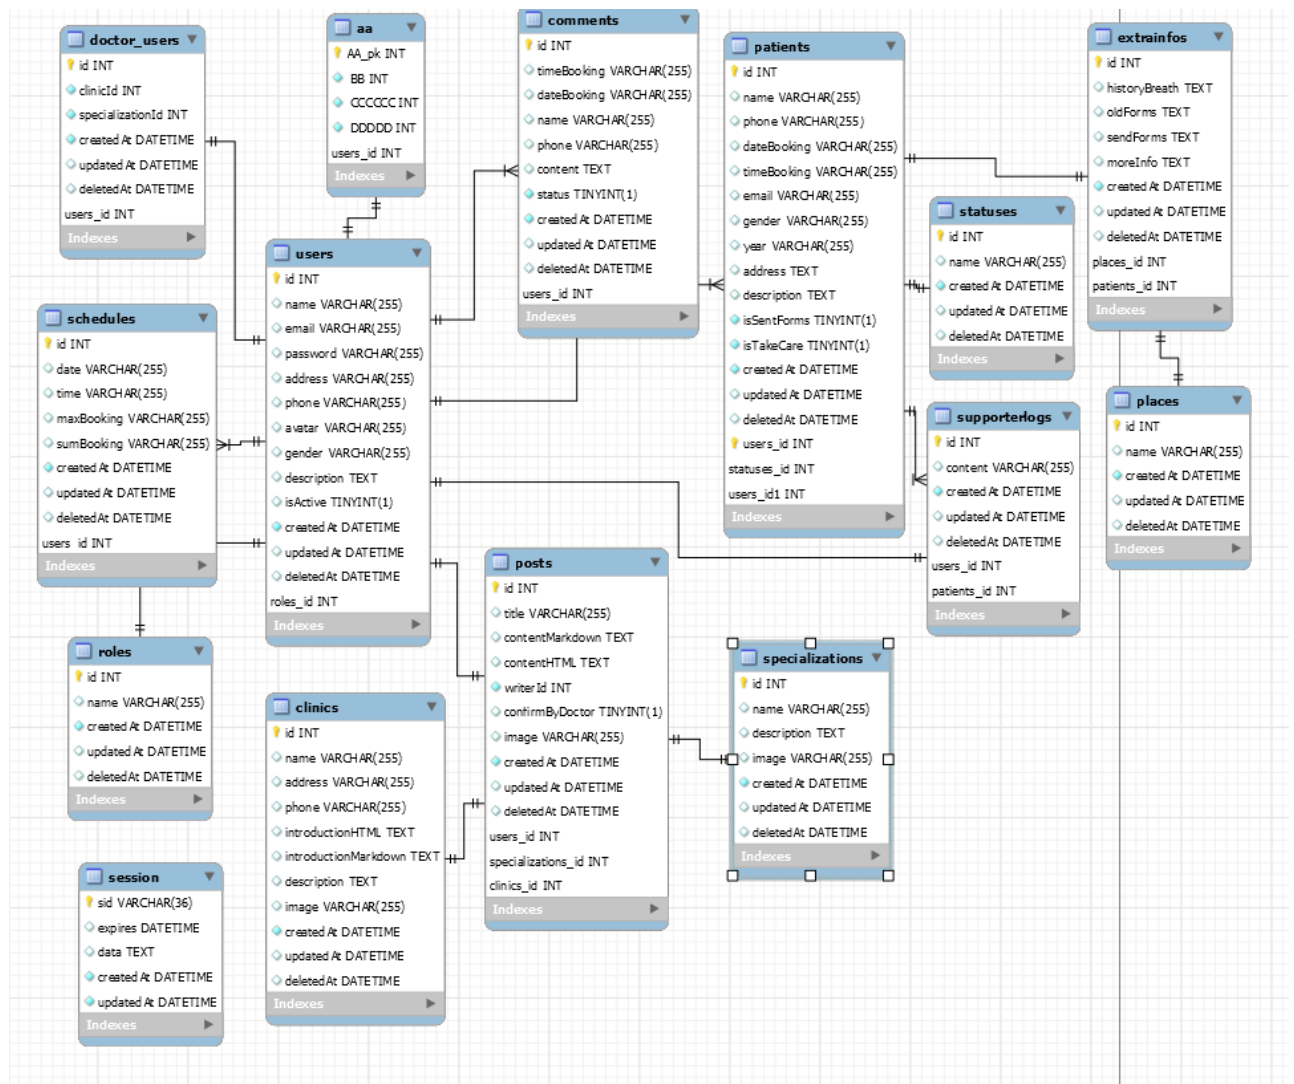 doctor_users
id INT
clinicId INT
specializationId INT
createdAt DATETIME
updatedAt DATETIME
deletedAt DATETIME
users_id INT
Indexes
aa
AA_pk INT
BB INT
CCCCCC INT
DDDDD INT
users_id INT
Indexes
comments
id INT
timeBooking VARCHAR(255)
dateBooking VARCHAR(255)
name VARCHAR(255)
phone VARCHAR(255)
content TEXT
status TINYINT(1)
createdAt DATETIME
updatedAt DATETIME
deletedAt DATETIME
users_id INT
Indexes
patients
id INT
name VARCHAR(255)
phone VARCHAR(255)
dateBooking VARCHAR(255)
timeBooking VARCHAR(255)
email VARCHAR(255)
gender VARCHAR(255)
year VARCHAR(255)
address TEXT
description TEXT
isSentForms TINYINT(1)
isTakeCare TINYINT(1)
createdAt DATETIME
updatedAt DATETIME
deletedAt DATETIME
users_id INT
statuses_id INT
users_id1 INT
Indexes
extrainfos
id INT
historyBreath TEXT
oldForms TEXT
sendForms TEXT
moreInfo TEXT
createdAt DATETIME
updatedAt DATETIME
deletedAt DATETIME
places_id INT
patients_id INT
Indexes
statuses
id INT
name VARCHAR(255)
createdAt DATETIME
updatedAt DATETIME
deletedAt DATETIME
Indexes
users
id INT
name VARCHAR(255)
email VARCHAR(255)
password VARCHAR(255)
address VARCHAR(255)
phone VARCHAR(255)
avatar VARCHAR(255)
gender VARCHAR(255)
description TEXT
isActive TINYINT(1)
createdAt DATETIME
updatedAt DATETIME
deletedAt DATETIME
roles_id INT
Indexes
schedules
id INT
date VARCHAR(255)
time VARCHAR(255)
maxBooking VARCHAR(255)
sumBooking VARCHAR(255)
createdAt DATETIME
updatedAt DATETIME
deletedAt DATETIME
users_id INT
Indexes
supporterlogs
id INT
content VARCHAR(255)
createdAt DATETIME
updatedAt DATETIME
deletedAt DATETIME
users_id INT
patients_id INT
Indexes
places
id INT
name VARCHAR(255)
createdAt DATETIME
updatedAt DATETIME
deletedAt DATETIME
Indexes
posts
id INT
title VARCHAR(255)
contentMarkdown TEXT
contentHTML TEXT
writerId INT
confirmByDoctor TINYINT(1)
image VARCHAR(255)
createdAt DATETIME
updatedAt DATETIME
deletedAt DATETIME
users_id INT
specializations_id INT
clinics_id INT
Indexes
roles
id INT
name VARCHAR(255)
createdAt DATETIME
updatedAt DATETIME
deletedAt DATETIME
Indexes
specializations
id INT
name VARCHAR(255)
description TEXT
image VARCHAR(255)
createdAt DATETIME
updatedAt DATETIME
deletedAt DATETIME
Indexes
clinics
id INT
name VARCHAR(255)
address VARCHAR(255)
phone VARCHAR(255)
introductionHTML TEXT
introductionMarkdown TEXT
description TEXT
image VARCHAR(255)
createdAt DATETIME
updatedAt DATETIME
deletedAt DATETIME
Indexes
session
sid VARCHAR(36)
expires DATETIME
data TEXT
createdAt DATETIME
updatedAt DATETIME
Indexes